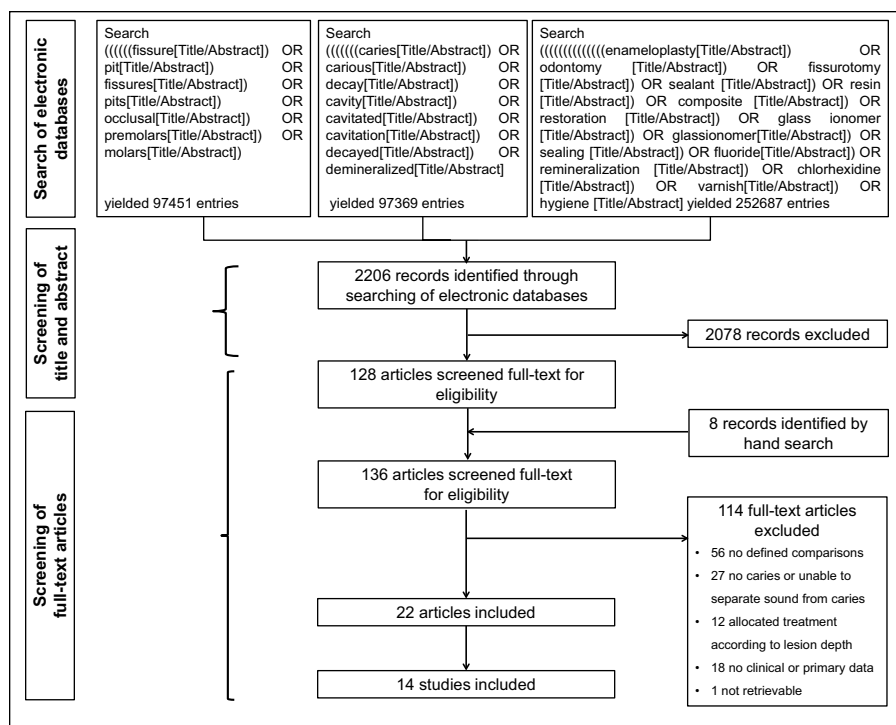 Search of electronic
databases
Search
((((((fissure[Title/Abstract]) OR
pit[Title/Abstract]) OR
fissures[Title/Abstract]) OR
pits[Title/Abstract]) OR
occlusal[Title/Abstract]) OR
premolars[Title/Abstract]) OR
molars[Title/Abstract])
yielded 97451 entries
Search
(((((((caries[Title/Abstract]) OR
carious[Title/Abstract]) OR
decay[Title/Abstract]) OR
cavity[Title/Abstract]) OR
cavitated[Title/Abstract]) OR
cavitation[Title/Abstract]) OR
decayed[Title/Abstract]) OR
demineralized[Title/Abstract]
yielded 97369 entries
Search
((((((((((((((enameloplasty[Title/Abstract]) OR
odontomy [Title/Abstract]) OR fissurotomy
[Title/Abstract]) OR sealant [Title/Abstract]) OR resin
[Title/Abstract]) OR composite [Title/Abstract]) OR
restoration [Title/Abstract]) OR glass ionomer
[Title/Abstract]) OR glassionomer[Title/Abstract]) OR
sealing [Title/Abstract]) OR fluoride[Title/Abstract]) OR
remineralization [Title/Abstract]) OR chlorhexidine
[Title/Abstract]) OR varnish[Title/Abstract]) OR
hygiene [Title/Abstract] yielded 252687 entries
Screening of
title and abstract
2206 records identified through
searching of electronic databases
2078 records excluded
128 articles screened full-text for
eligibility
Screening of
full-text articles
8 records identified by
hand search
136 articles screened full-text
for eligibility
114 full-text articles
excluded
• 56 no defined comparisons
• 27 no caries or unable to
separate sound from caries
• 12 allocated treatment
according to lesion depth
• 18 no clinical or primary data
• 1 not retrievable
22 articles included
14 studies included